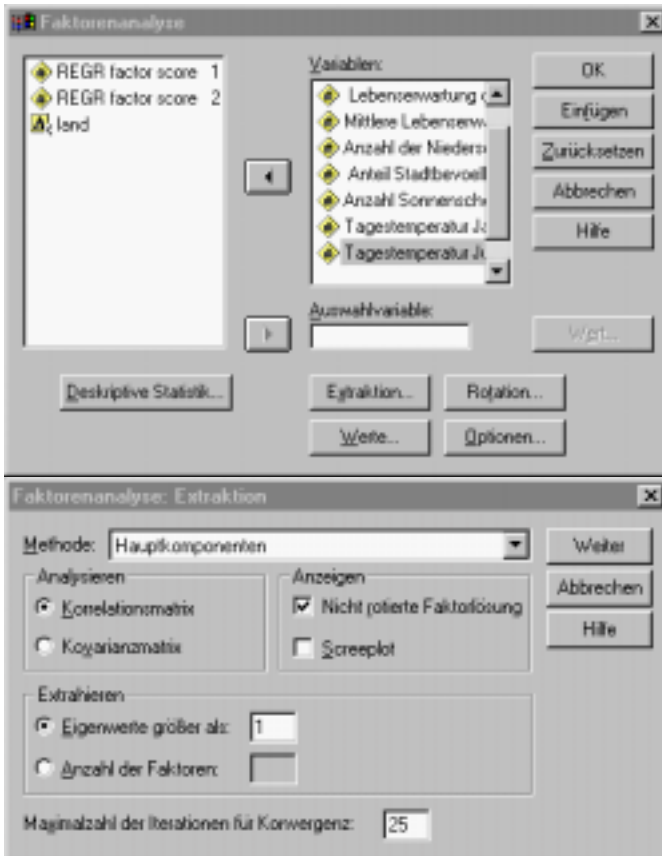 Faktorenanalyse
REGR factor score 1
REGR factor score 2
land
Variablen:
Lebenserwartung
Mittlere Lebenserw
Anzahl der Nieders
Anteil Stadtbevoell
Anzahl Sonnensche
Tagestemperatur Ja
Tagestemperatur Ju
Auswahlvariable:
OK
Einfügen
Zurücksetzen
Abbrechen
Hilfe
Wert...
Deskriptive Statistik...
Extraktion...
Rotation...
Werte...
Optionen...
Faktorenanalyse: Extraktion
Methode: Hauptkomponenten
Weiter
Abbrechen
Hilfe
Analysieren
Korrelationsmatrix
Kovarianzmatrix
Anzeigen
Nicht rotierte Faktorlösung
Screeplot
Extrahieren
Eigenwerte größer als: 1
Anzahl der Faktoren:
Maximalzahl der Iterationen für Konvergenz: 25